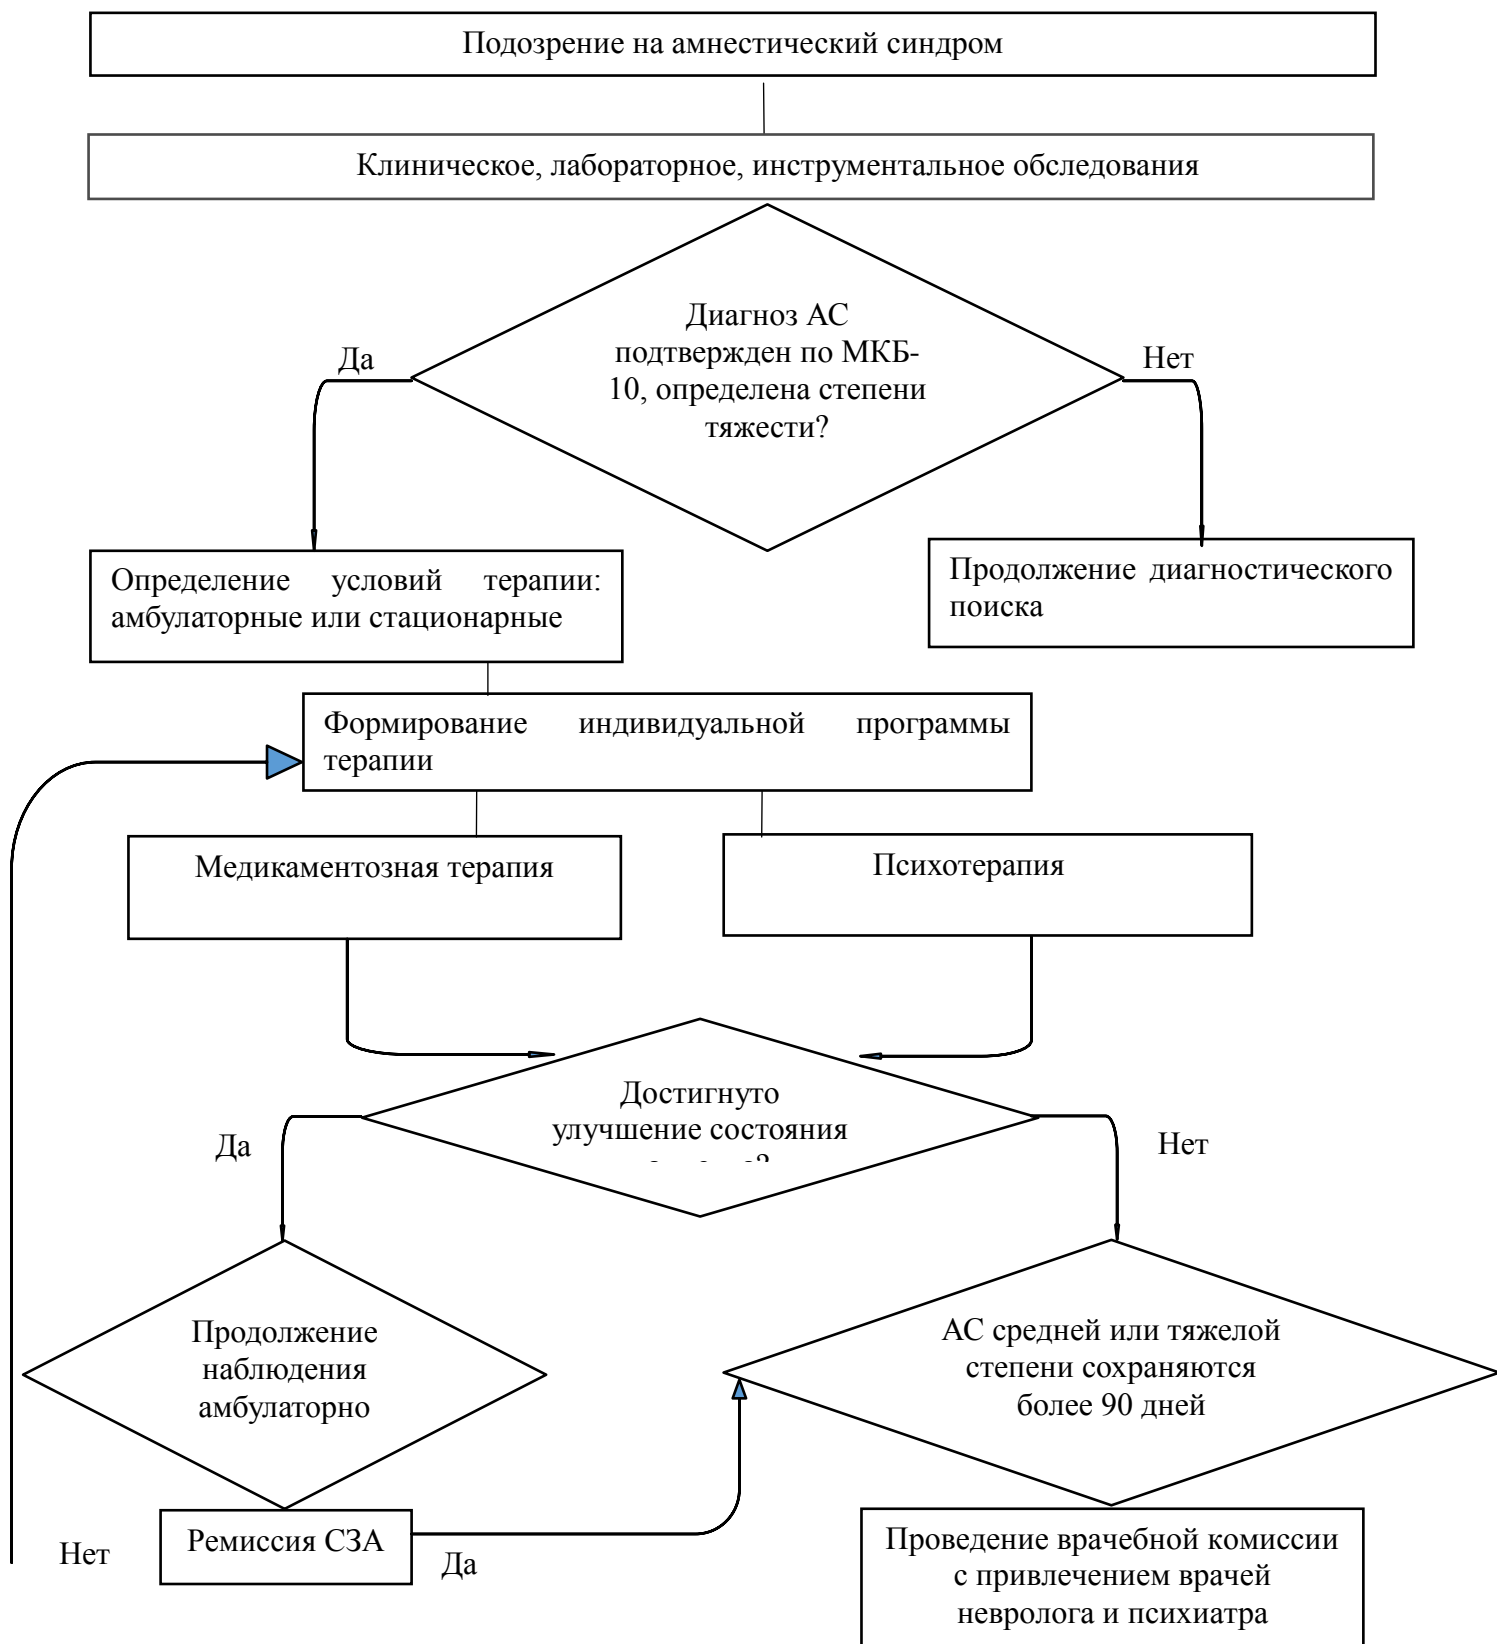 Подозрение на амнестический синдром
Клиническое, лабораторное, инструментальное обследования
Диагноз АС
подтвержден по МКБ-
10, определена степени
тяжести?
Да
Нет
Определение условий терапии:
амбулаторные или стационарные
Продолжение диагностического
поиска
Формирование индивидуальной программы
терапии
Медикаментозная терапия
Психотерапия
Достигнуто
улучшение состояния
Да
Нет
Продолжение
наблюдения
амбулаторно
АС средней или тяжелой
степени сохраняются
более 90 дней
Нет
Ремиссия СЗА
Да
Проведение врачебной комиссии
с привлечением врачей
невролога и психиатра